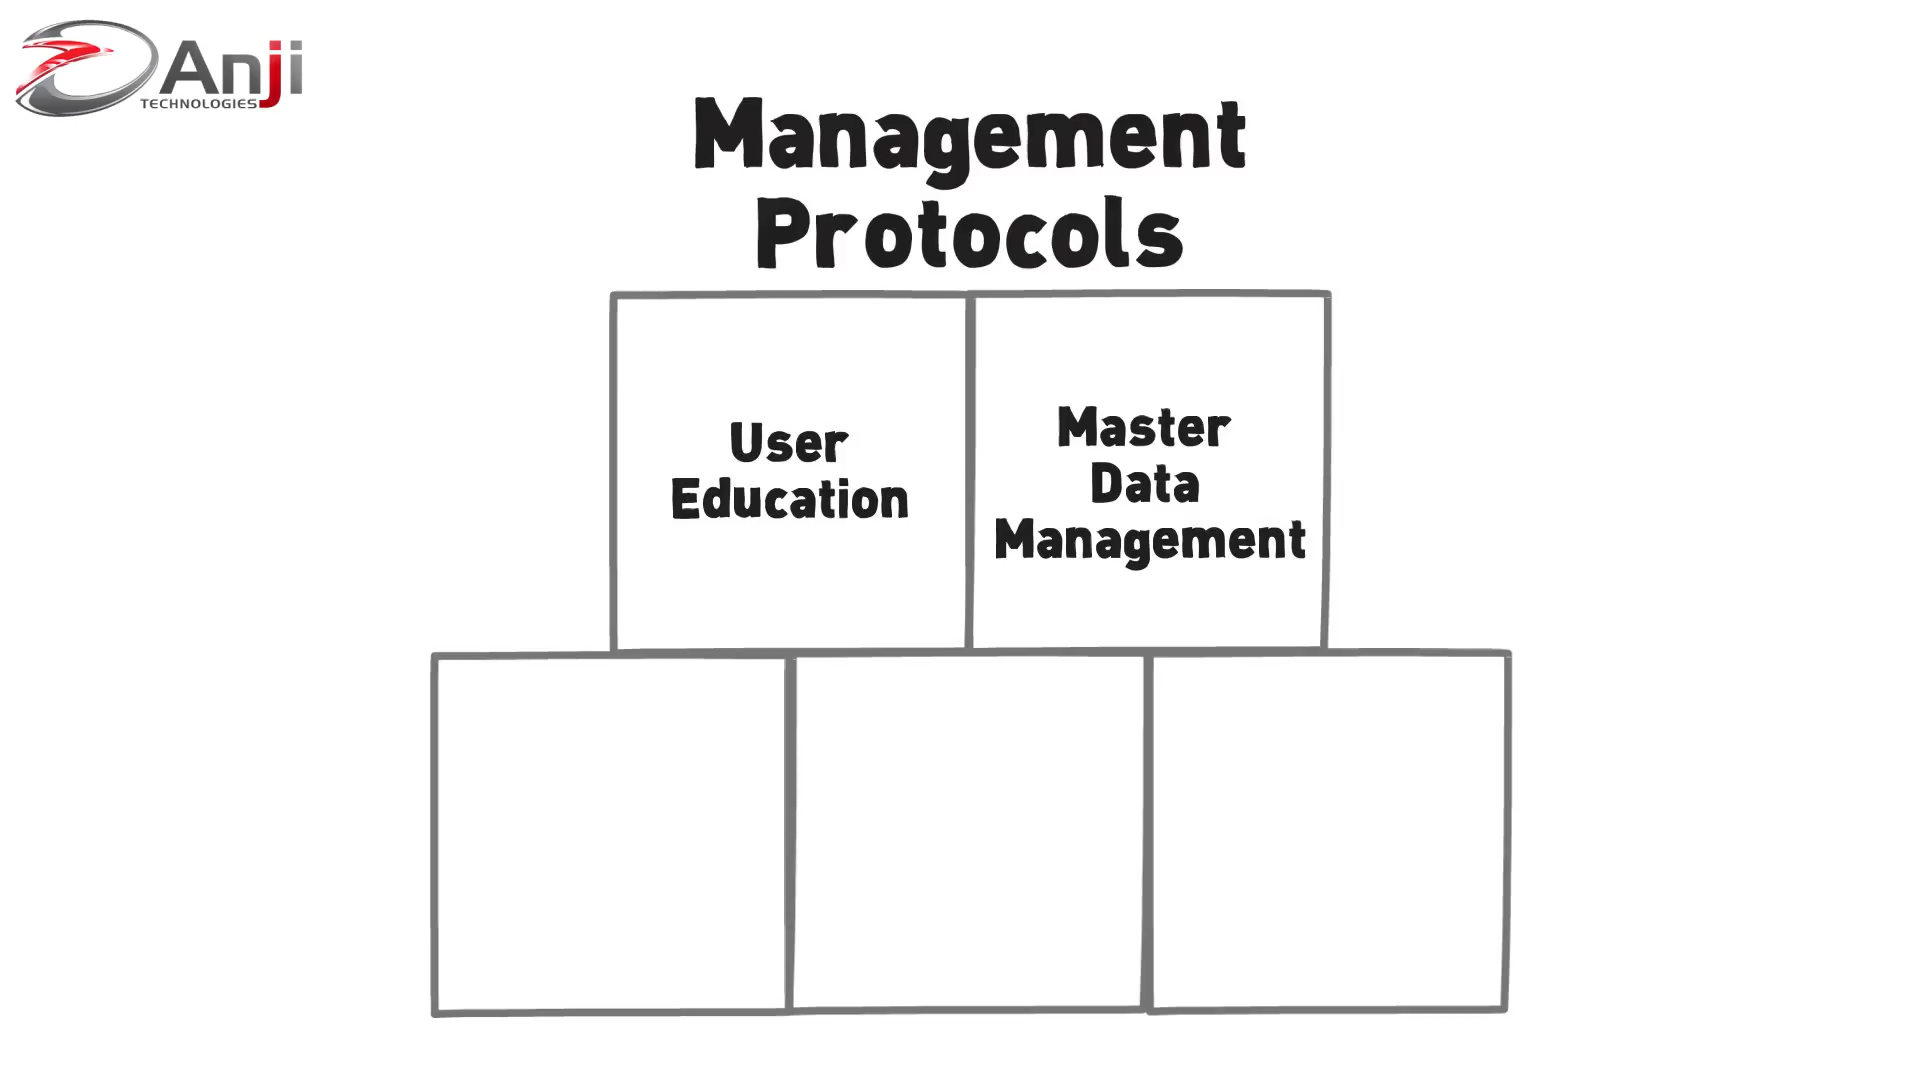 Anji
TECHNOLOGIES
Management
Protocols
User
Education
Master
Data
Management